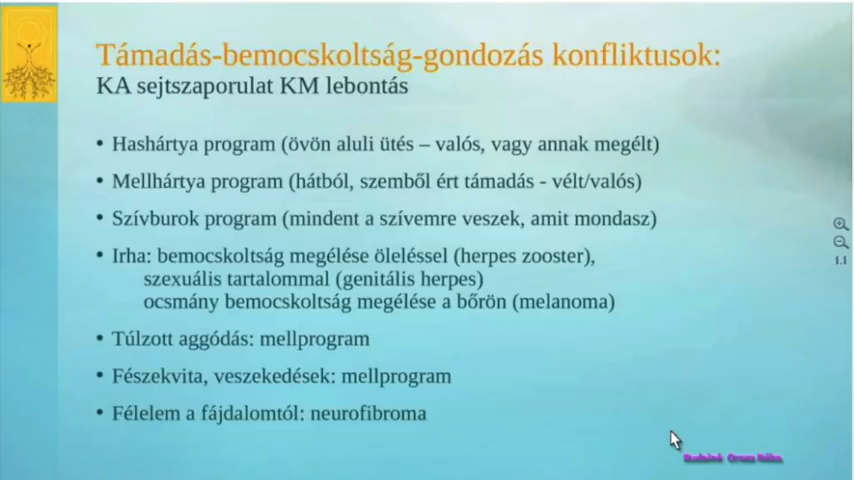 Támadás-bemocskoltság-gondozás konfliktusok:
KA sejtszaporulat KM lebontás
• Hashártya program (övön aluli ütés – valós, vagy annak megélt)
• Mellhártya program (hátból, szemből ért támadás - vélt/valós)
• Szívburok program (mindent a szívemre veszek, amit mondasz)
• Irha: bemocskoltság megélése öleléssel (herpes zooster),
szexuális tartalommal (genitális herpes)
ocsmány bemocskoltság megélése a bőrön (melanoma)
• Túlzott aggódás: mellprogram
• Fészekvita, veszekedések: mellprogram
• Félelem a fájdalomtól: neurofibroma
1.1